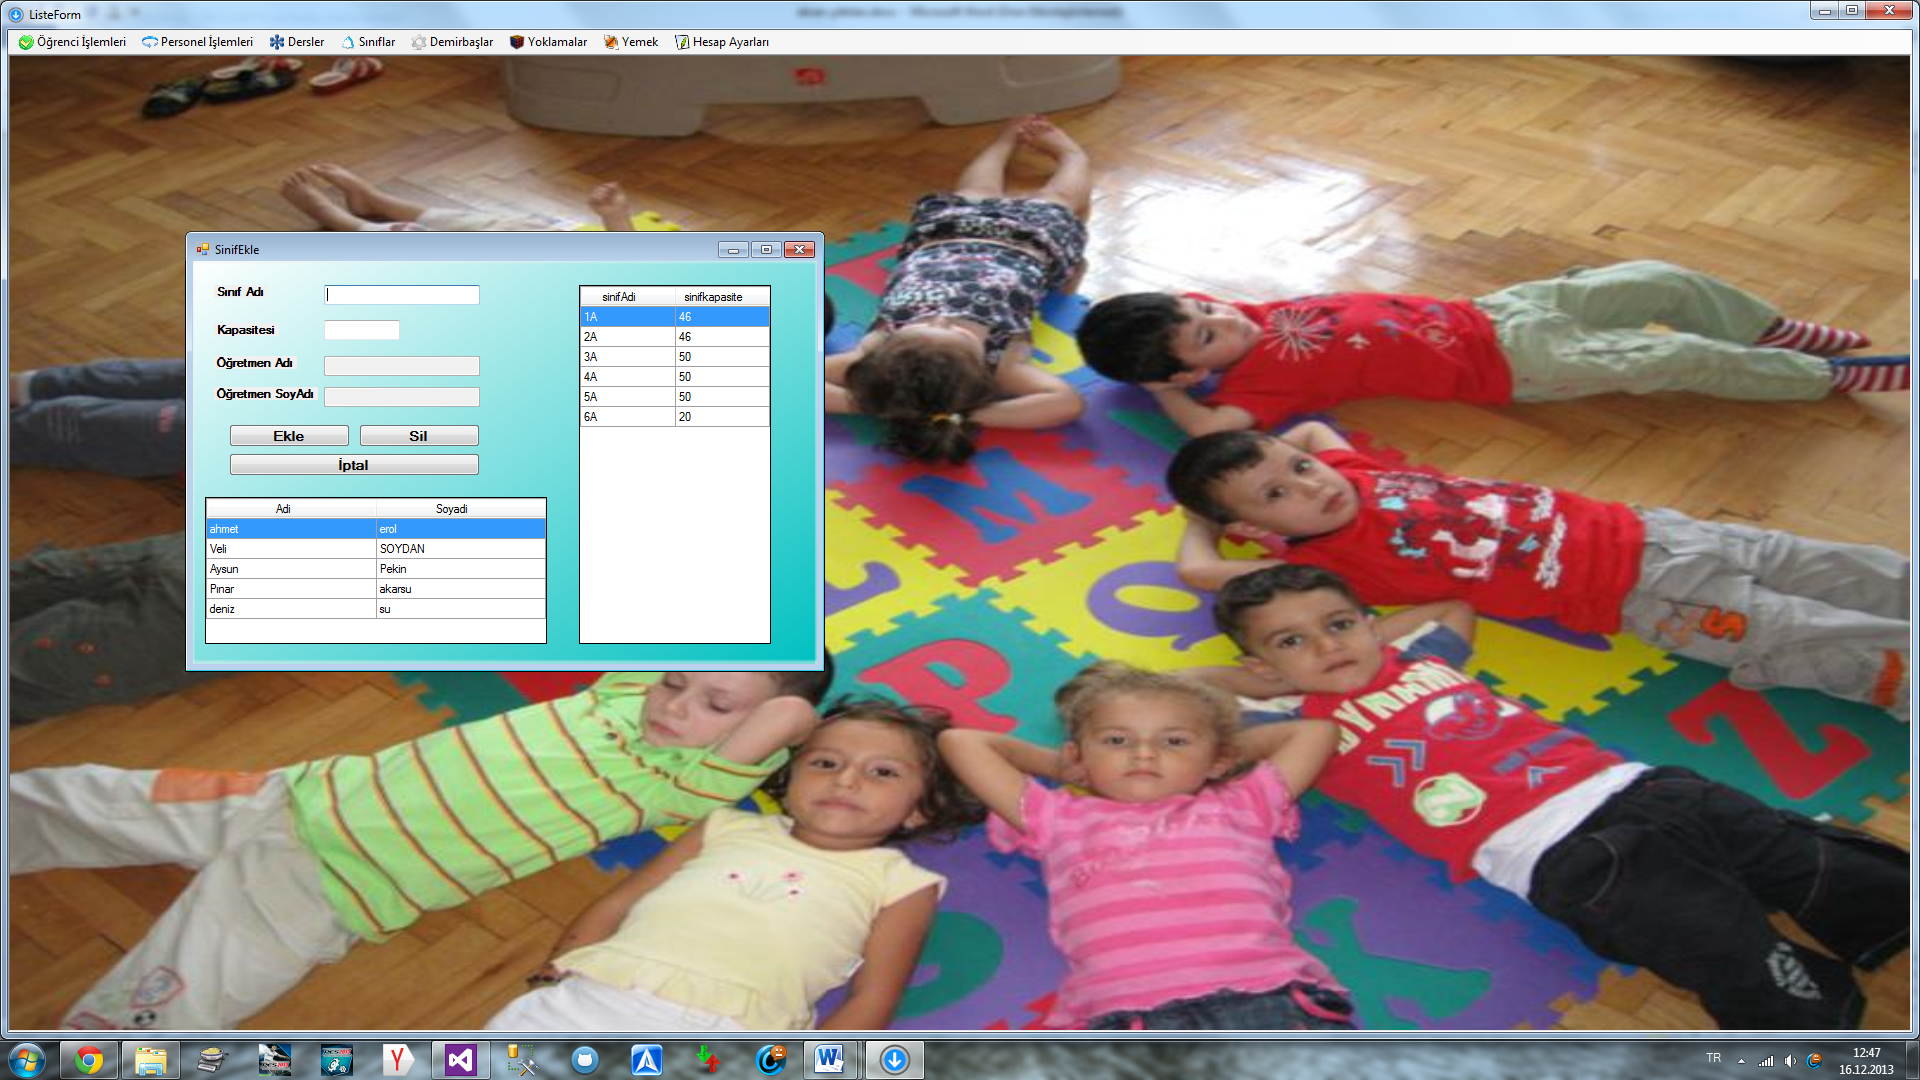 ListeForm
Öğrenci İşlemleri Personel İşlemleri Dersler Sınıflar Demirbaşlar Yoklamalar Yemek Hesap Ayarları
SinifEkle
Sınıf Adı
Kapasitesi
Öğretmen Adı
Öğretmen SoyAdı
Ekle Sil
İptal
Adi Soyadi
ahmet erol
Veli SOYDAN
Aysun Pekin
Pınar akarsu
deniz su
sinifAdi sinifkapasite
1A 46
2A 46
3A 50
4A 50
5A 50
6A 20
M
P
Z
TR
12:47
16.12.2013